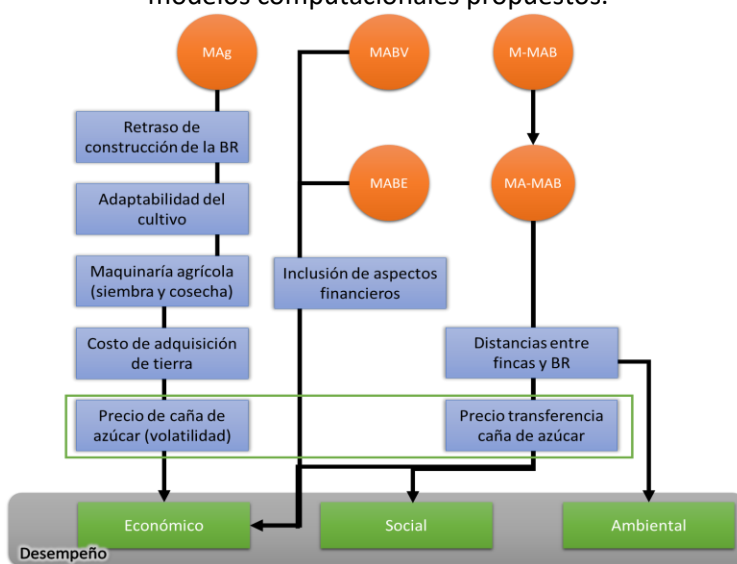 modelos computacionales propuestos.
MAg
MABV
M-MAB
Retraso de
construcción de la BR
Adaptabilidad del
cultivo
MABE
MA-MAB
Maquinaría agrícola
(siembra y cosecha)
Inclusión de aspectos
financieros
Costo de adquisición
de tierra
Distancias entre
fincas y BR
Precio de caña de
azúcar (volatilidad)
Precio transferencia
caña de azúcar
Económico
Social
Ambiental
Desempeño